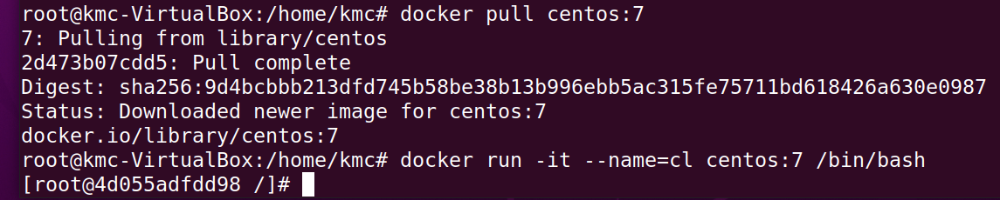 root@kmc-VirtualBox:/home/kmc# docker pull centos:7
7: Pulling from library/centos
2d473b07cdd5: Pull complete
Digest: sha256:9d4bcbbb213dfd745b58be38b13b996ebb5ac315fe75711bd618426a630e0987
Status: Downloaded newer image for centos:7
docker.io/library/centos:7
root@kmc-VirtualBox:/home/kmc# docker run -it --name=cl centos:7 /bin/bash
[root@4d055adfdd98 /]#